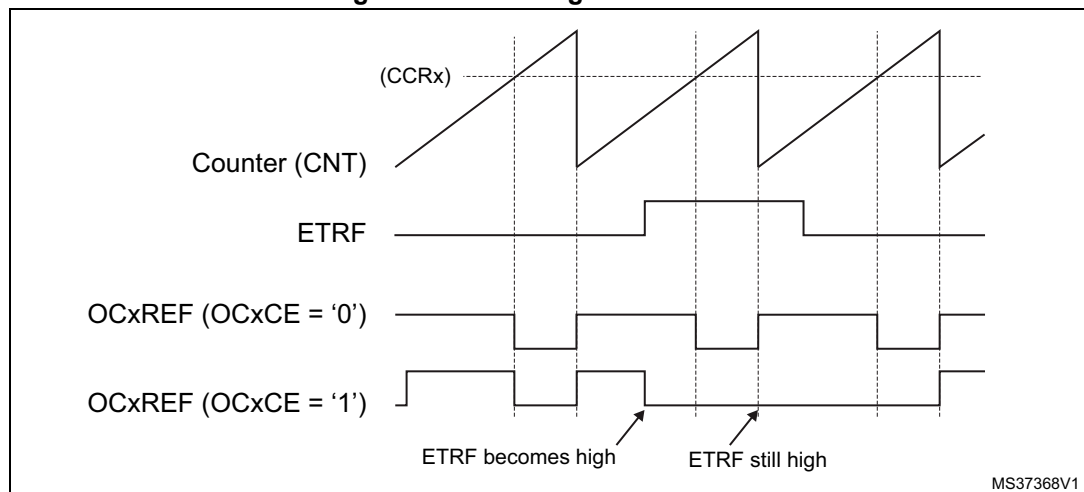 (CCRx)
Counter (CNT)
ETRF
OCxREF (OCxCE = ‘0’)
OCxREF (OCxCE = ‘1’)
ETRF becomes high
ETRF still high
MS37368V1